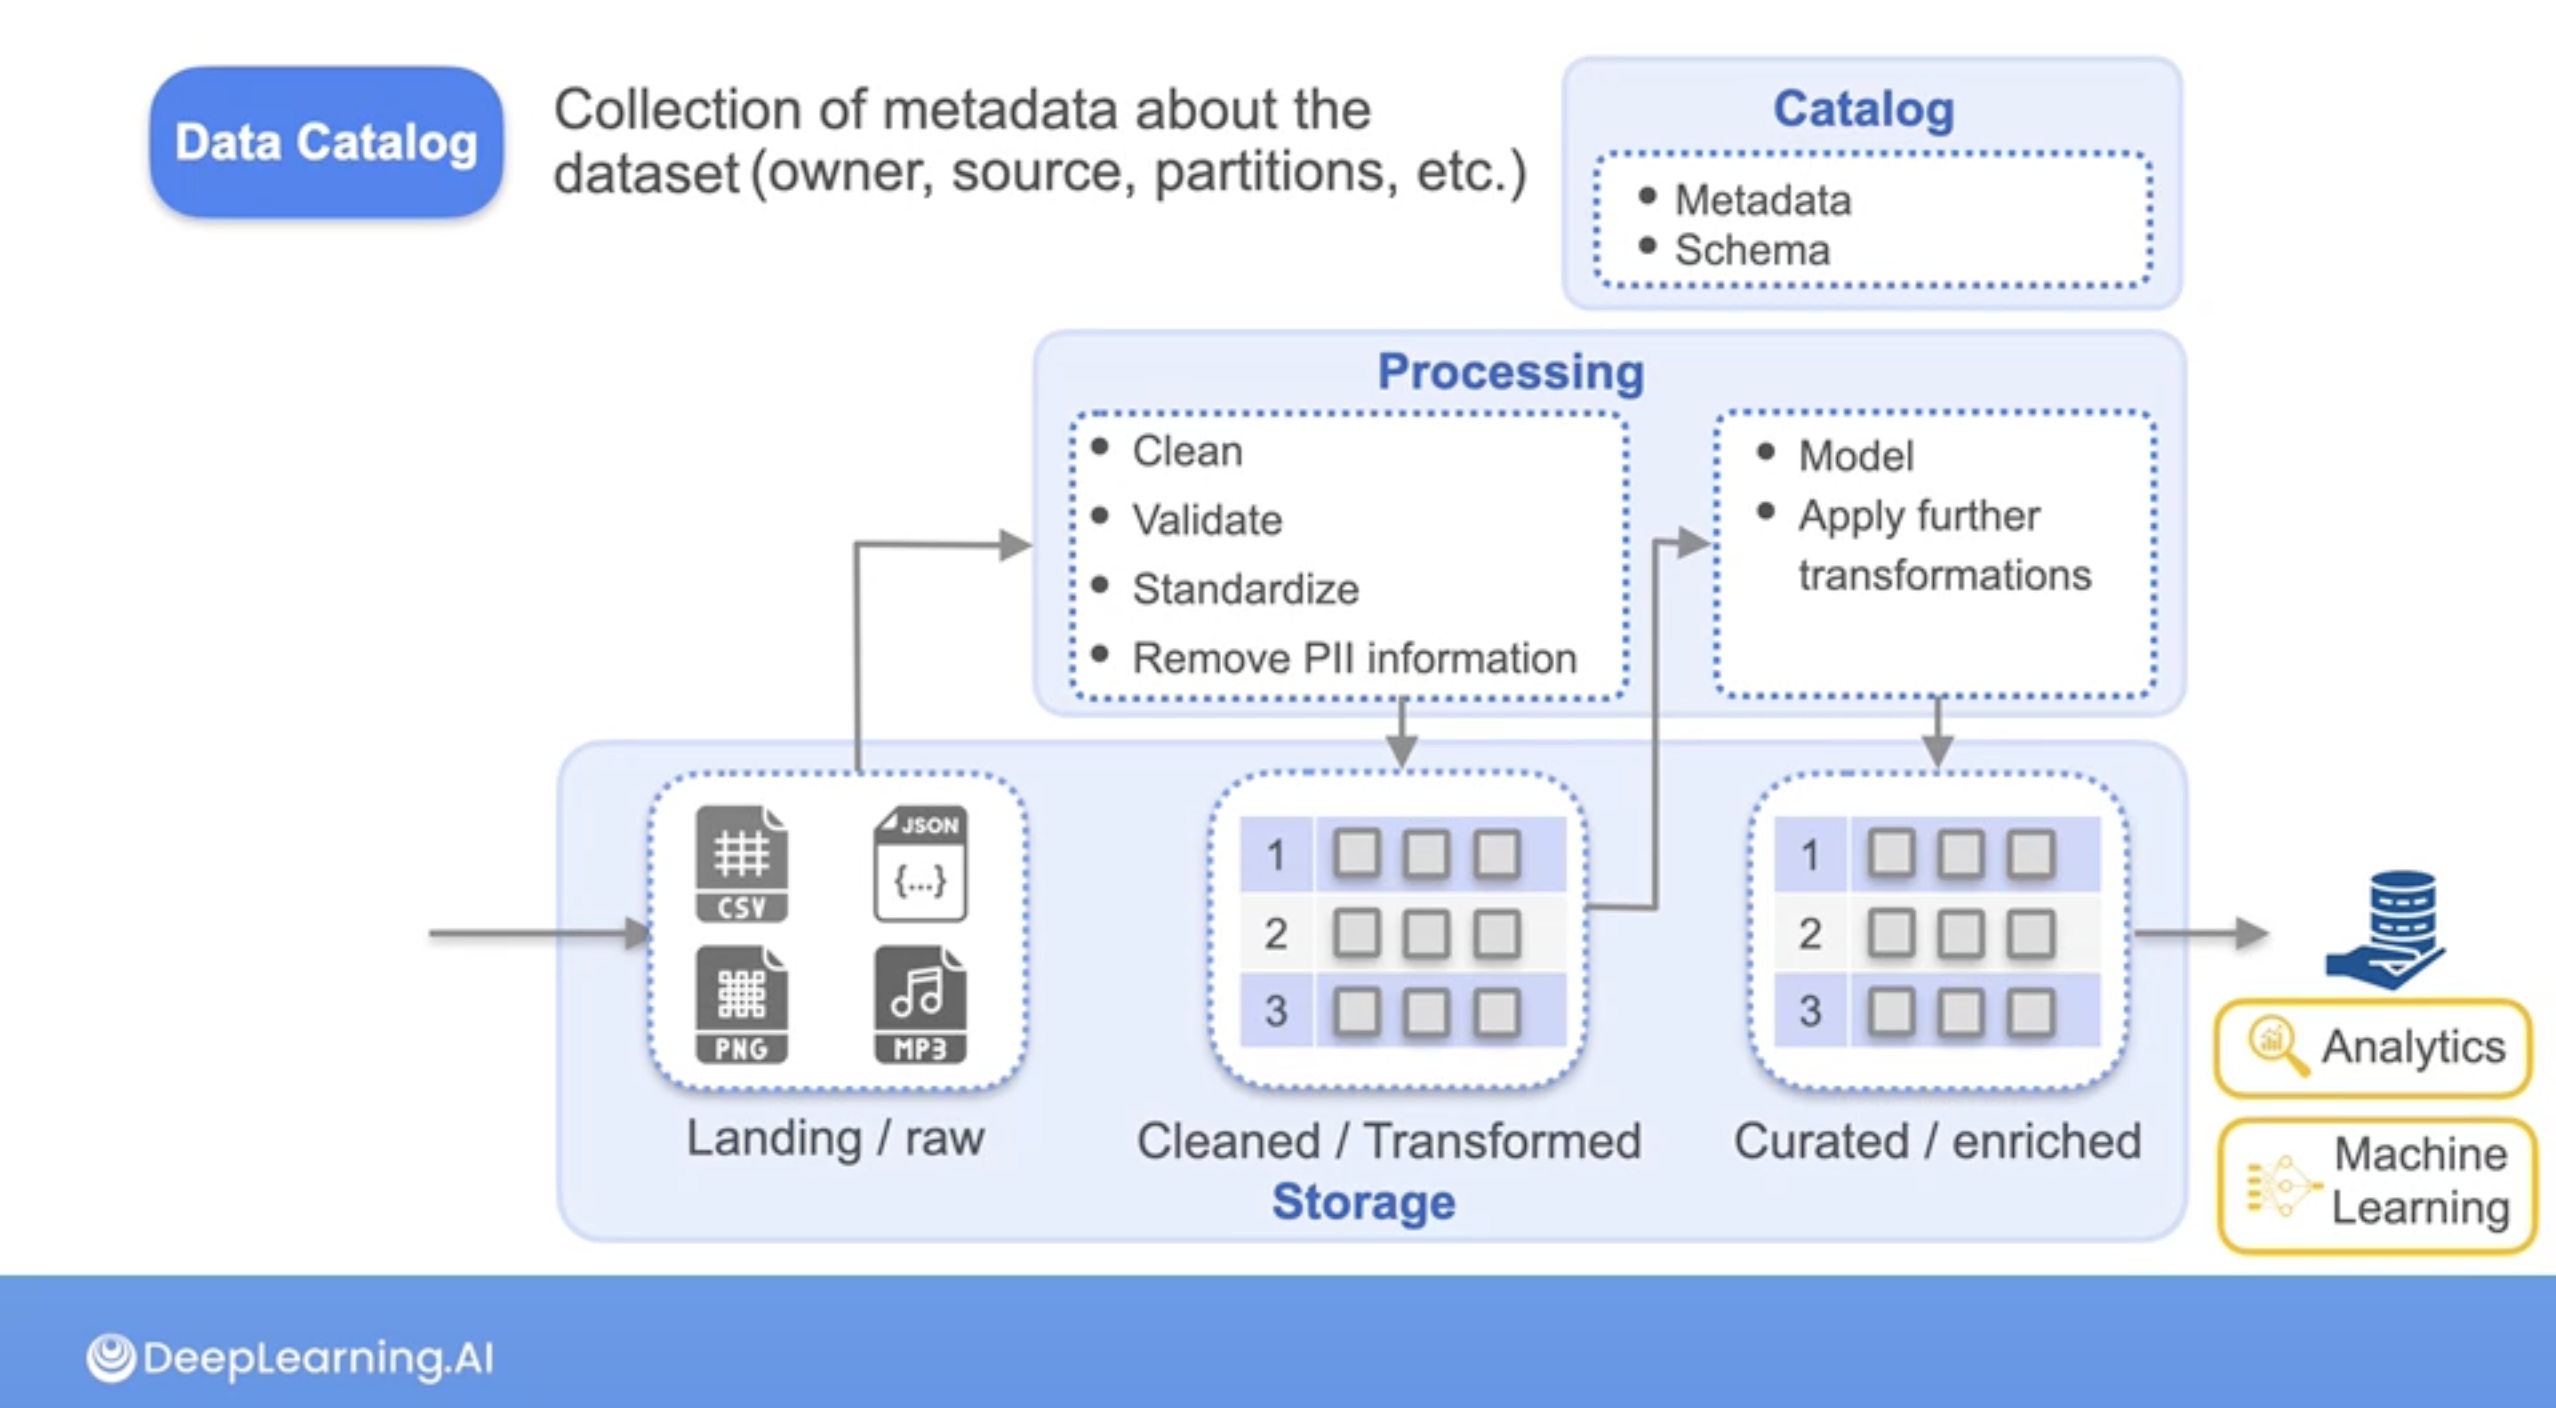 Data Catalog
Collection of metadata about the
dataset (owner, source, partitions, etc.)
Catalog
• Metadata
• Schema
Processing
• Clean
• Validate
• Standardize
• Remove PII information
• Model
• Apply further
transformations
CSV
JSON
{...}
PNG
MP3
1
2
3
1
2
3
Landing / raw
Cleaned / Transformed
Curated / enriched
Storage
Analytics
Machine
Learning
DeepLearning.AI